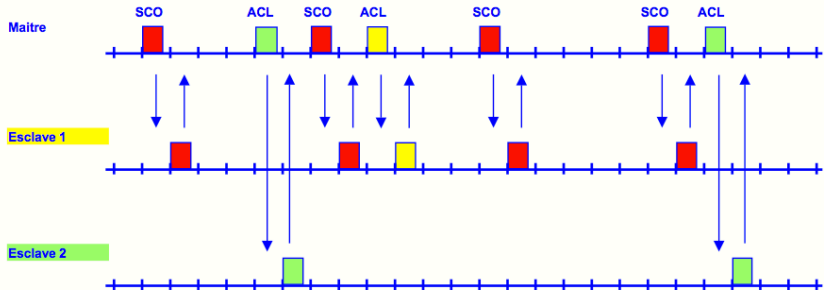 SCO ACL SCO ACL SCO SCO ACL
Maitre
Esclave 1
Esclave 2